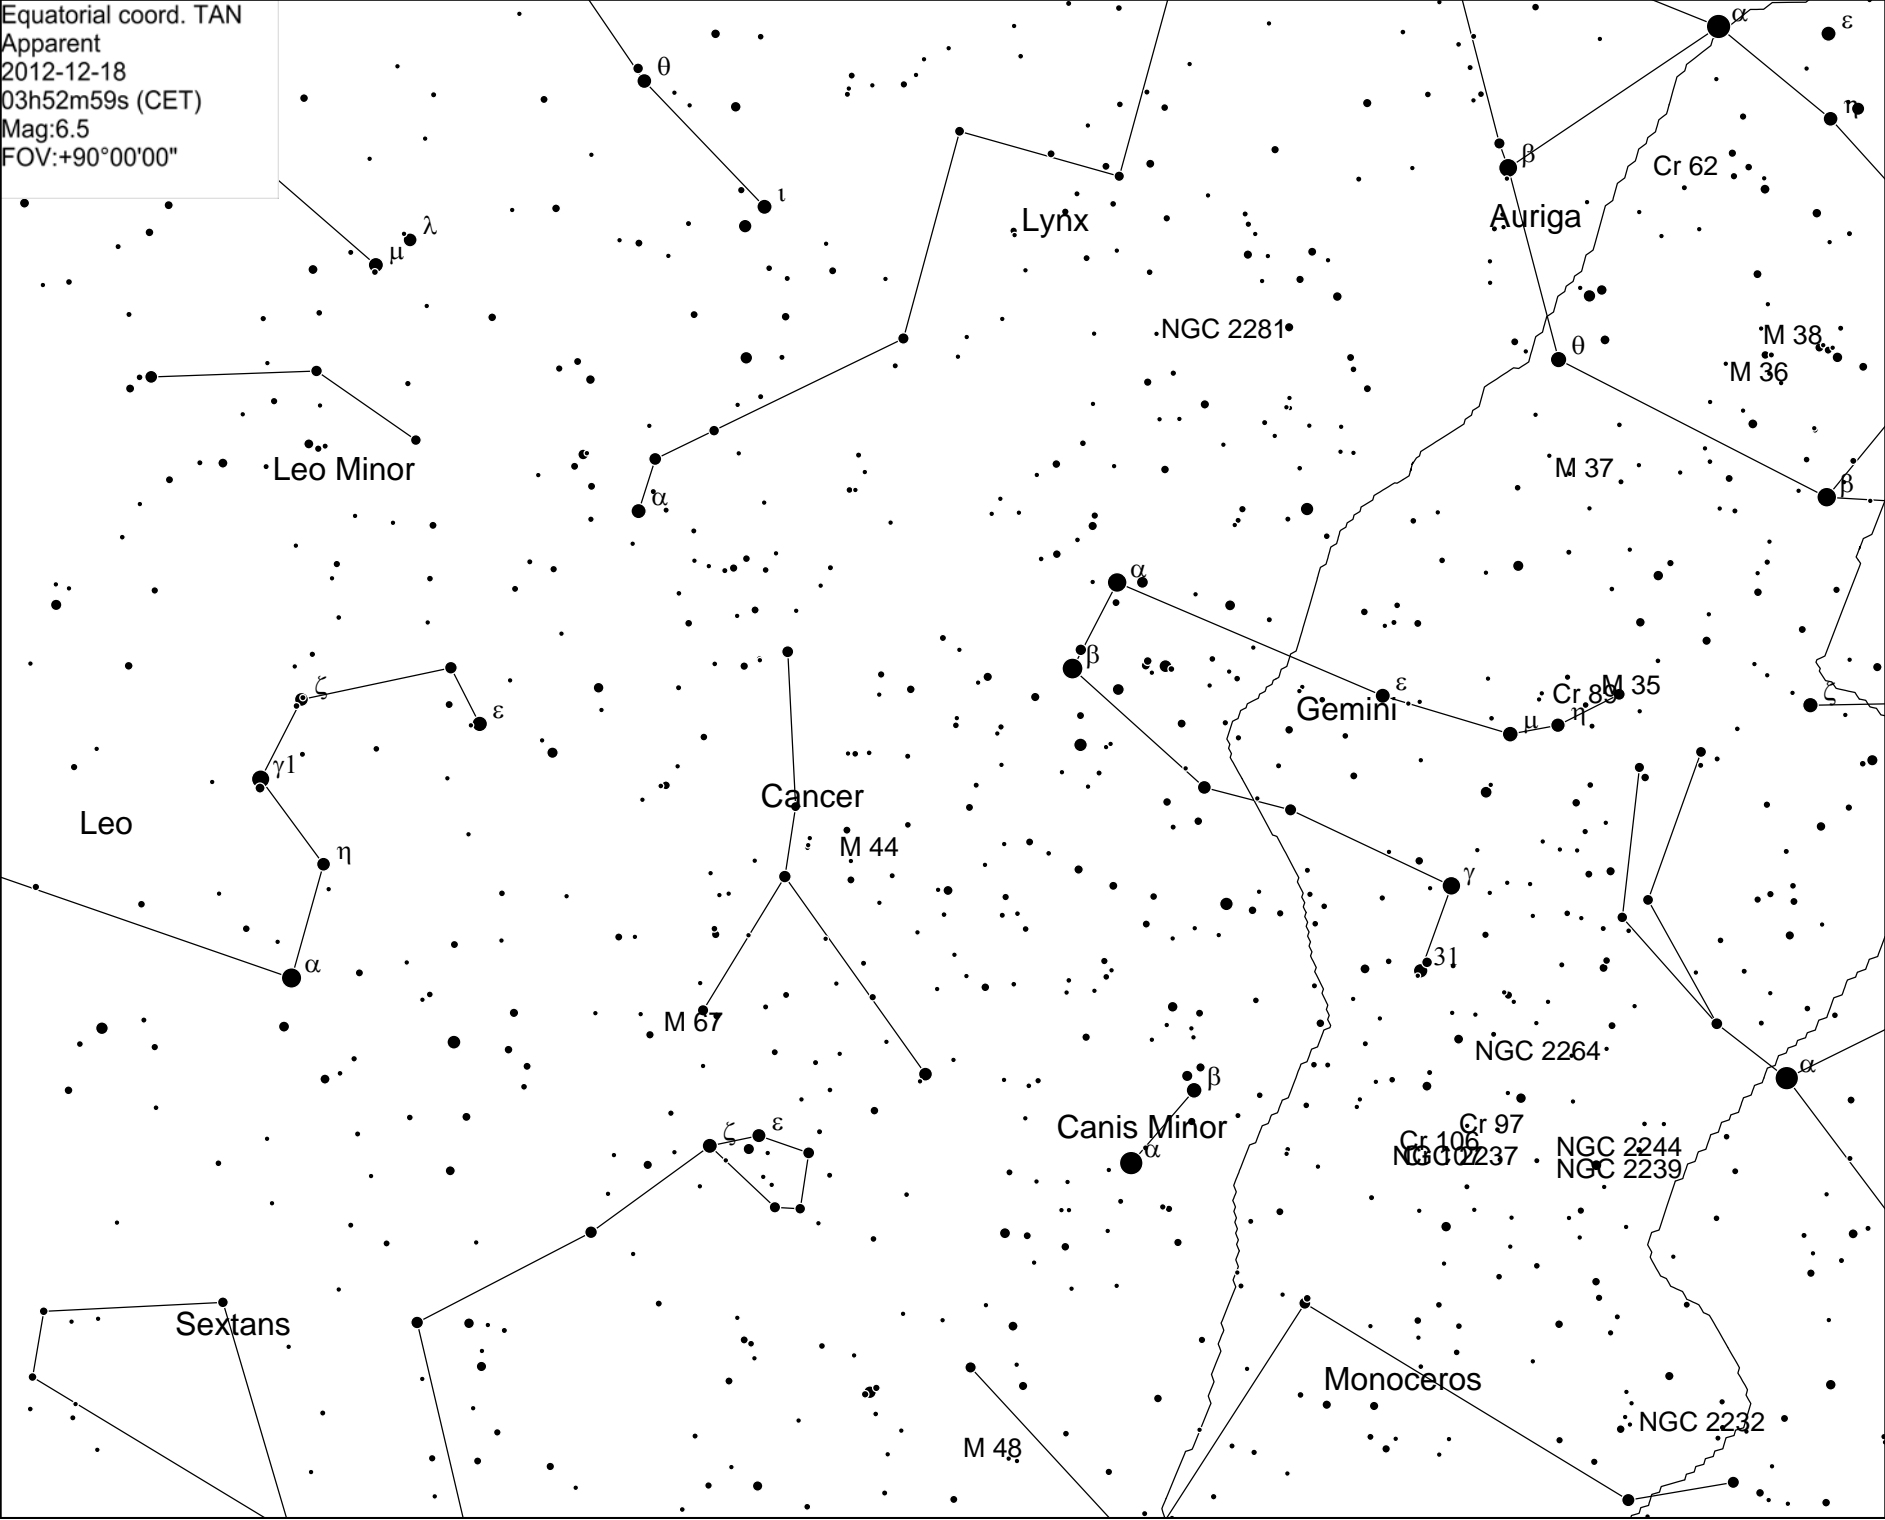 Equatorial coord. TAN
Apparent
2012-12-18
03h52m59s (CET)
Mag:6.5
FOV:+90°00'00"
α
ε
θ
η
β
Cr 62
ι
Lynx
Auriga
λ
μ
NGC 2281
M 38
θ
M 36
Leo Minor
M 37
β
α
α
β
ζ
ε
M 35
Cr 89
ζ
ε
Gemini
μ
η
γ1
Cancer
Leo
M 44
η
γ
31
α
M 67
NGC 2264
α
β
ζ
ε
Canis Minor
α
Cr 97
Cr 106
NGC 2237
NGC 2244
NGC 2239
Sextans
Monoceros
NGC 2232
M 48